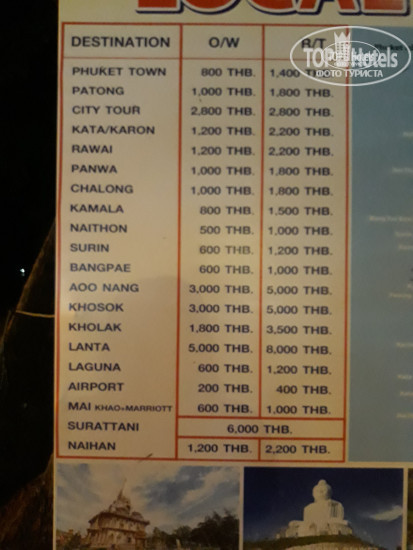 LOCAL
DESTINATION O/W R/T
PHUKET TOWN 800 THB. 1,400
PATONG 1,000 THB. 1,800 THB.
CITY TOUR 2,800 THB. 2,800 THB.
KATA/KARON 1,200 THB. 2,200 THB.
RAWAI 1,200 THB. 2,200 THB.
PANWA 1,000 THB. 1,800 THB.
CHALONG 1,000 THB. 1,800 THB.
KAMALA 800 THB. 1,500 THB.
NAITHON 500 THB. 1,000 THB.
SURIN 600 THB. 1,200 THB.
BANGPAE 600 THB. 1,000 THB.
AOO NANG 3,000 THB. 5,000 THB.
KHOSOK 3,000 THB. 5,000 THB.
KHOLAK 1,800 THB. 3,500 THB.
LANTA 5,000 THB. 8,000 THB.
LAGUNA 600 THB. 1,200 THB.
AIRPORT 200 THB. 400 THB.
MAI KHAO+MARRIOTT 600 THB. 1,000 THB.
SURATTANI 6,000 THB.
NAIHAN 1,200 THB. 2,200 THB.
TOPHotels
ФОТО ТУРИСТА